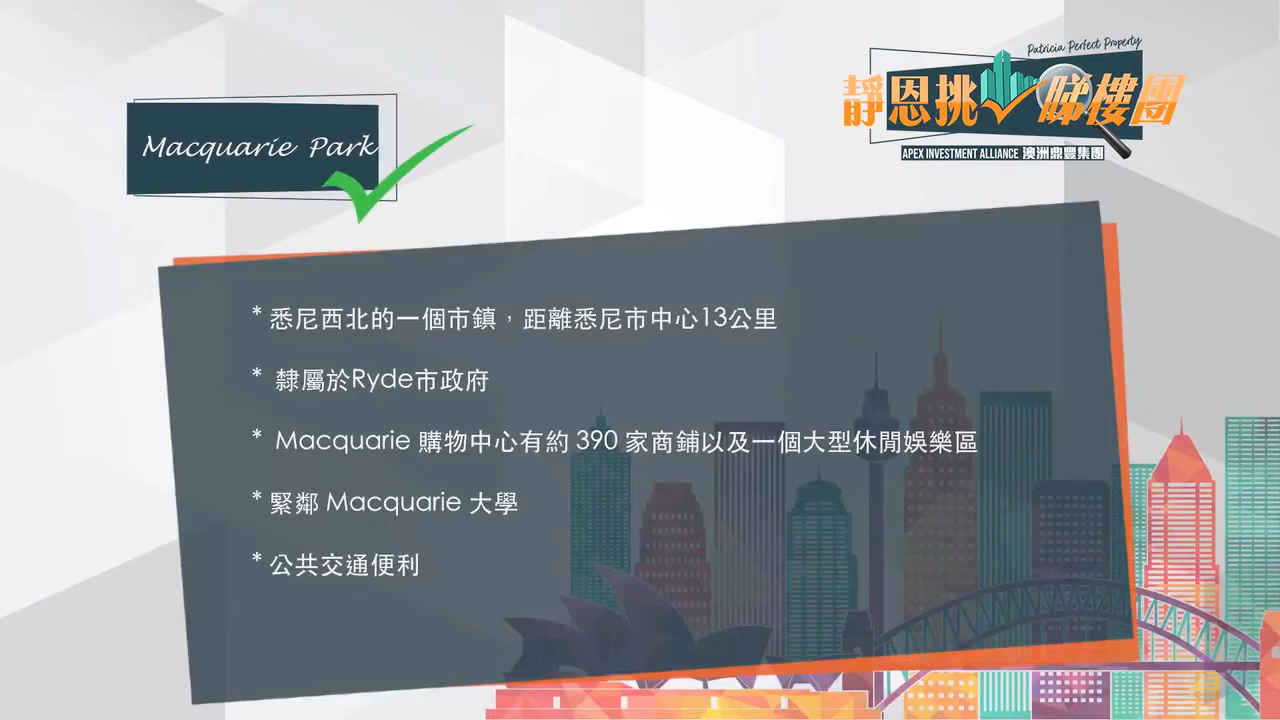 Patricia Perfect Property
靜恩挑 睇樓團
APEX INVESTMENT ALLIANCE 澳洲鼎豐集團
Macquarie Park
* 悉尼西北的一個市鎮，距離悉尼市中心13公里
* 隸屬於Ryde市政府
* Macquarie 購物中心有約 390 家商鋪以及一個大型休閒娛樂區
* 緊鄰 Macquarie 大學
* 公共交通便利